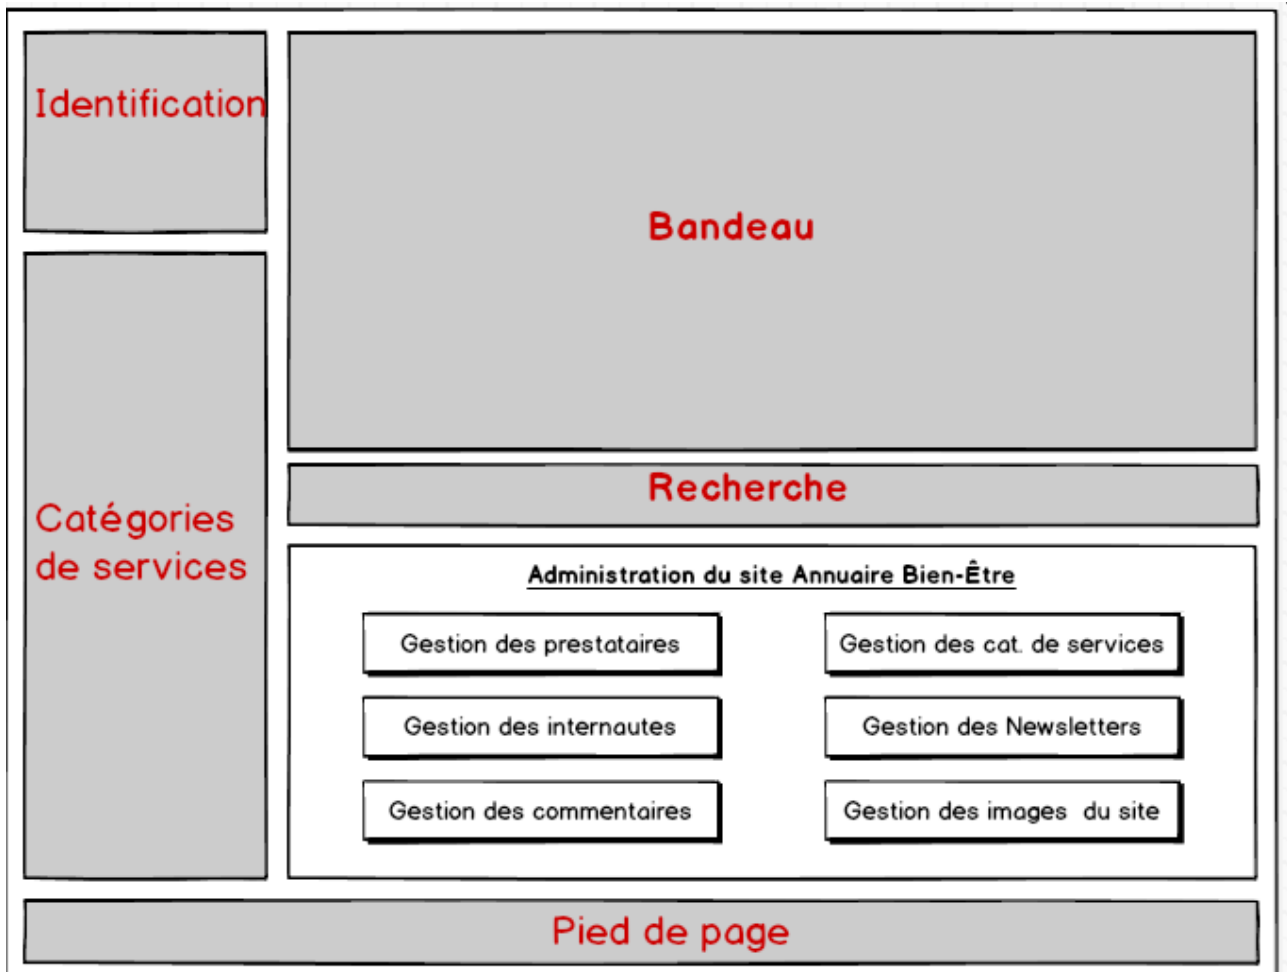 Identification
Bandeau
Catégories
de services
Recherche
Administration du site Annuaire Bien-Être
Gestion des prestataires
Gestion des cat. de services
Gestion des internautes
Gestion des Newsletters
Gestion des commentaires
Gestion des images du site
Pied de page